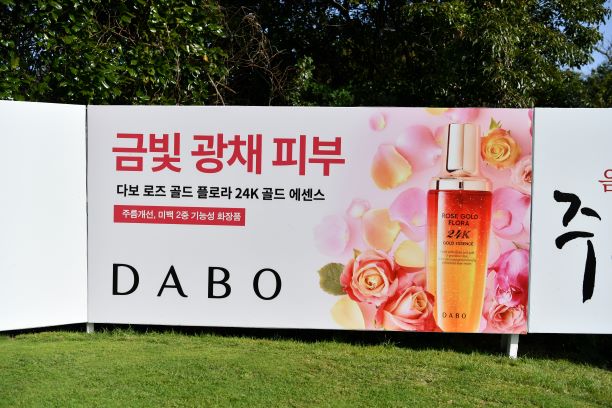 금빛 광채 피부
다보 로즈 골드 플로라 24K 골드 에센스
주름개선, 미백 2중 기능성 화장품
DABO
ROSE GOLD
FLORA
24K
GOLD ESSENCE
DABO
음
주